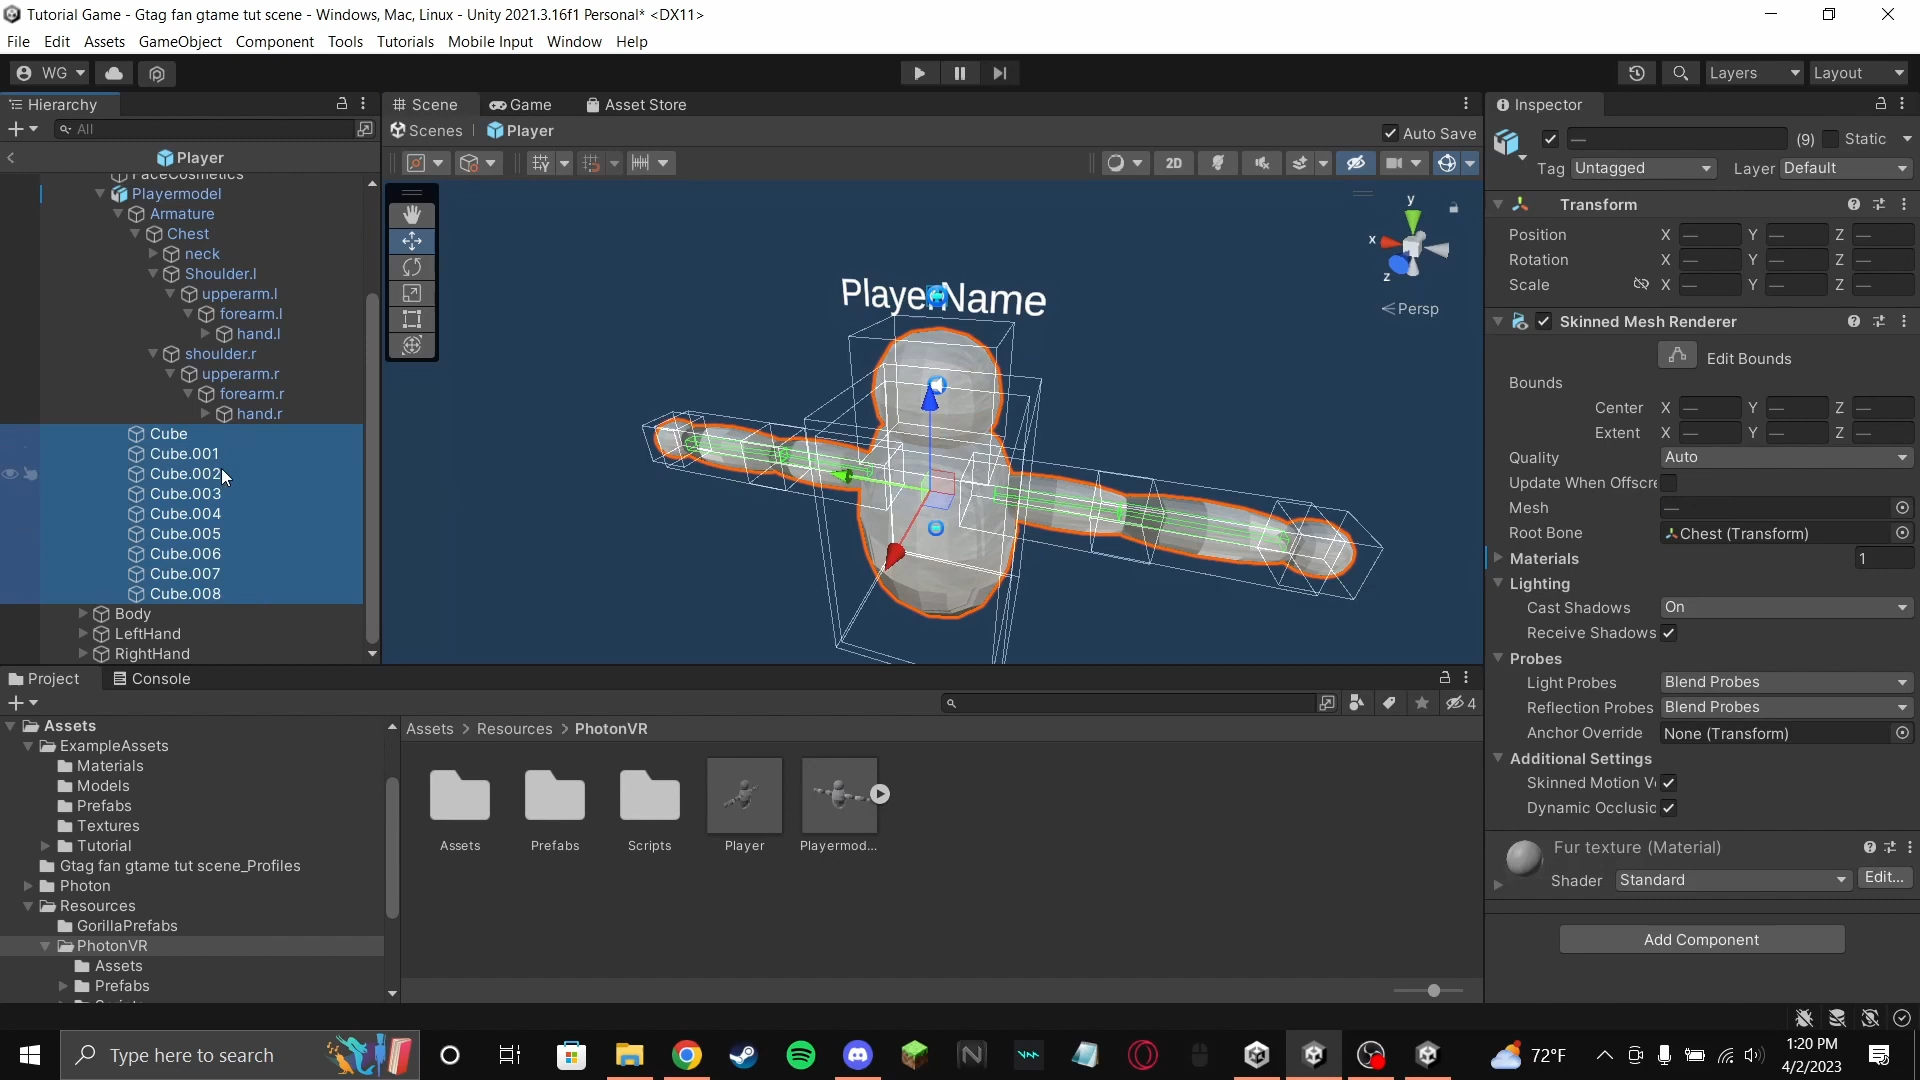 Tutorial Game - Gtag fan gtame tut scene - Windows, Mac, Linux - Unity 2021.3.16f1 Personal* <DX11>
File Edit Assets GameObject Component Tools Tutorials Mobile Input Window Help
WG
Layers
Layout
Hierarchy
All
Player
FaceCosmetics
Playermodel
Armature
Chest
neck
Shoulder.l
upperarm.l
forearm.l
hand.l
shoulder.r
upperarm.r
forearm.r
hand.r
Cube
Cube.001
Cube.002
Cube.003
Cube.004
Cube.005
Cube.006
Cube.007
Cube.008
Body
LeftHand
RightHand
Scene
Game
Asset Store
Scenes
Player
Auto Save
2D
PlayerName
y
x
z
Persp
Inspector
—
(9)
Static
Tag Untagged
Layer Default
Transform
Position X — Y — Z —
Rotation X — Y — Z —
Scale X — Y — Z —
Skinned Mesh Renderer
Edit Bounds
Bounds
Center X — Y — Z —
Extent X — Y — Z —
Quality Auto
Update When Offscre
Mesh —
Root Bone Chest (Transform)
Materials 1
Lighting
Cast Shadows On
Receive Shadows
Probes
Light Probes Blend Probes
Reflection Probes Blend Probes
Anchor Override None (Transform)
Additional Settings
Skinned Motion V
Dynamic Occlusic
Fur texture (Material)
Shader Standard
Edit...
Add Component
Project
Console
4
Assets
ExampleAssets
Materials
Models
Prefabs
Textures
Tutorial
Gtag fan gtame tut scene_Profiles
Photon
Resources
GorillaPrefabs
PhotonVR
Assets
Prefabs
Assets > Resources > PhotonVR
Assets
Prefabs
Scripts
Player
Playermod...
Type here to search
72°F
1:20 PM
4/2/2023